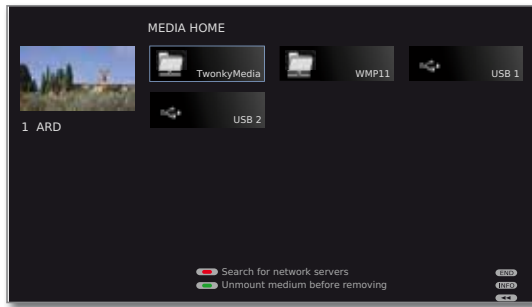 MEDIA HOME
TwonkyMedia
WMP11
USB 1
USB 2
1 ARD
Search for network servers
Unmount medium before removing
END
INFO